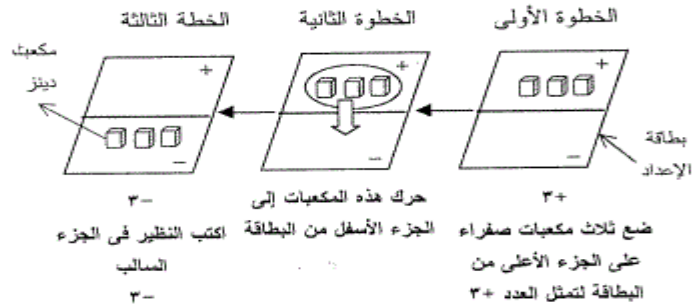 الخطوة الأولى
الخطوة الثانية
الخطة الثالثة
+
+
+
مكعبات
دينز
–
–
–
بطاقة
الإعداد
+٣
ضع ثلاث مكعبات صفراء
على الجزء الأعلى من
البطاقة لتمثل العدد +٣
حرك هذه المكعبات إلى
الجزء الأسفل من البطاقة
–٣
اكتب النظير فى الجزء
السالب
–٣